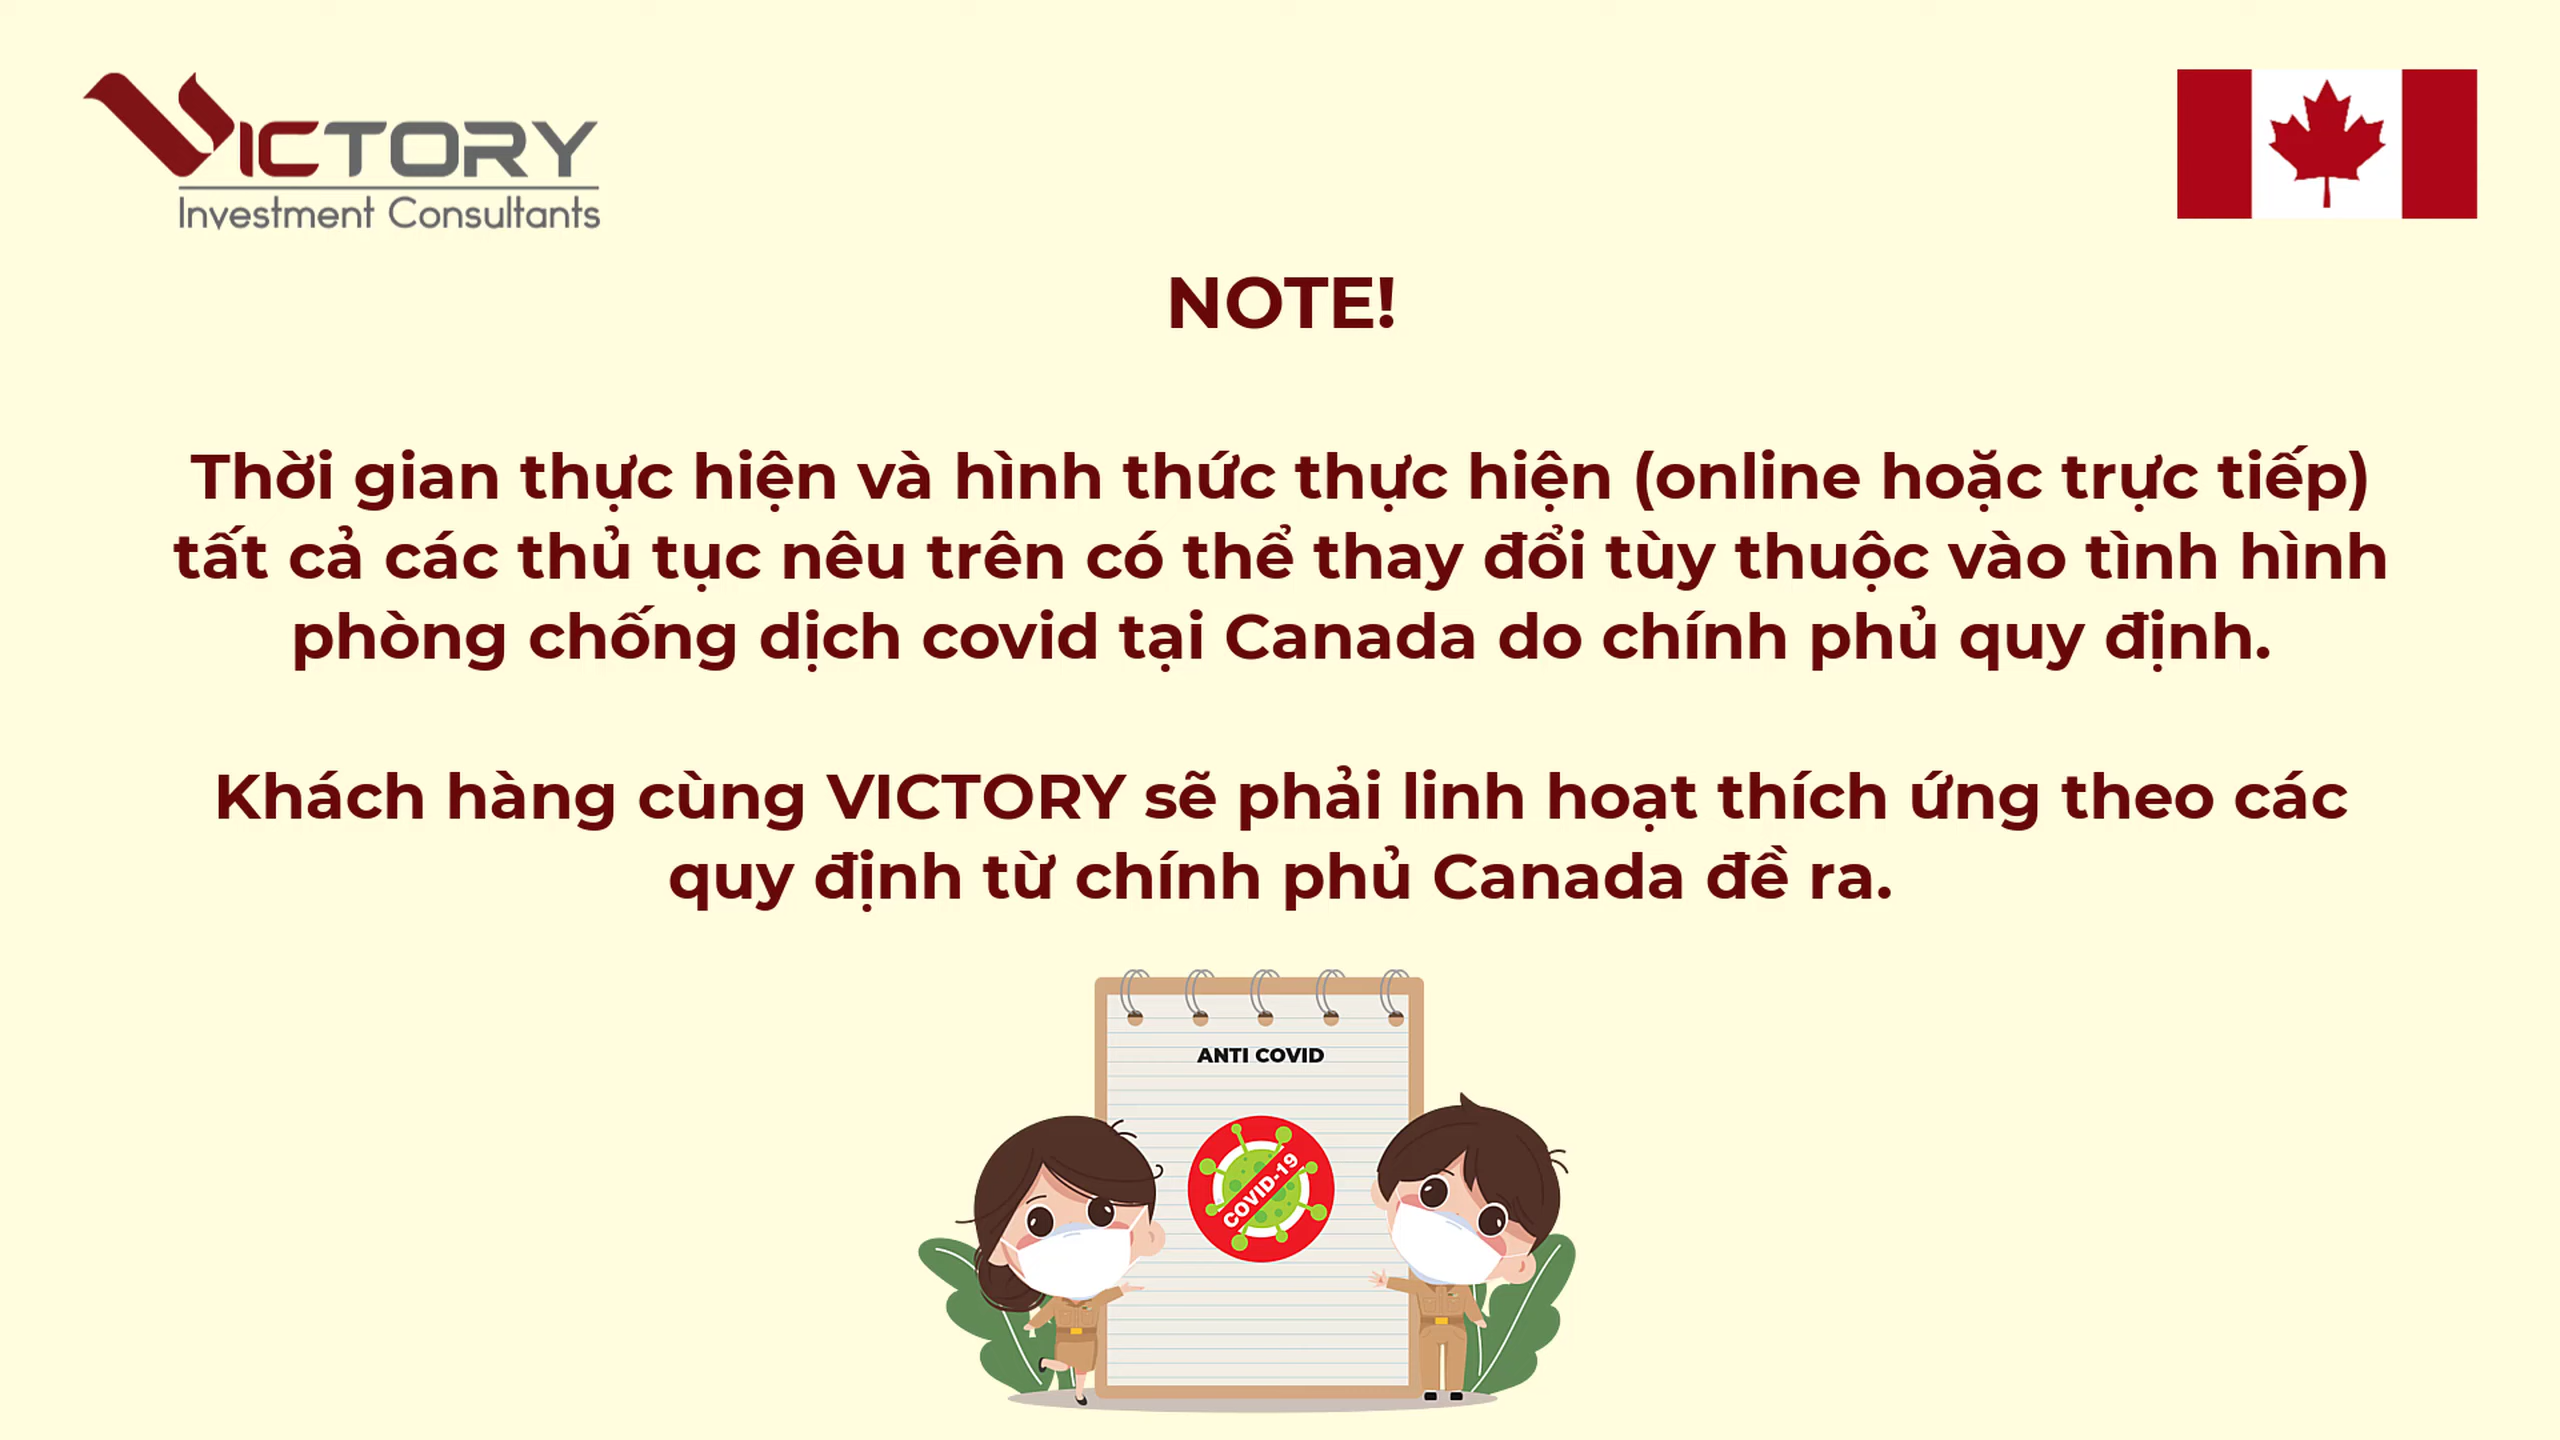 VICTORY
Investment Consultants
NOTE!
Thời gian thực hiện và hình thức thực hiện (online hoặc trực tiếp)
tất cả các thủ tục nêu trên có thể thay đổi tùy thuộc vào tình hình
phòng chống dịch covid tại Canada do chính phủ quy định.
Khách hàng cùng VICTORY sẽ phải linh hoạt thích ứng theo các
quy định từ chính phủ Canada đề ra.
ANTI COVID
COVID-19